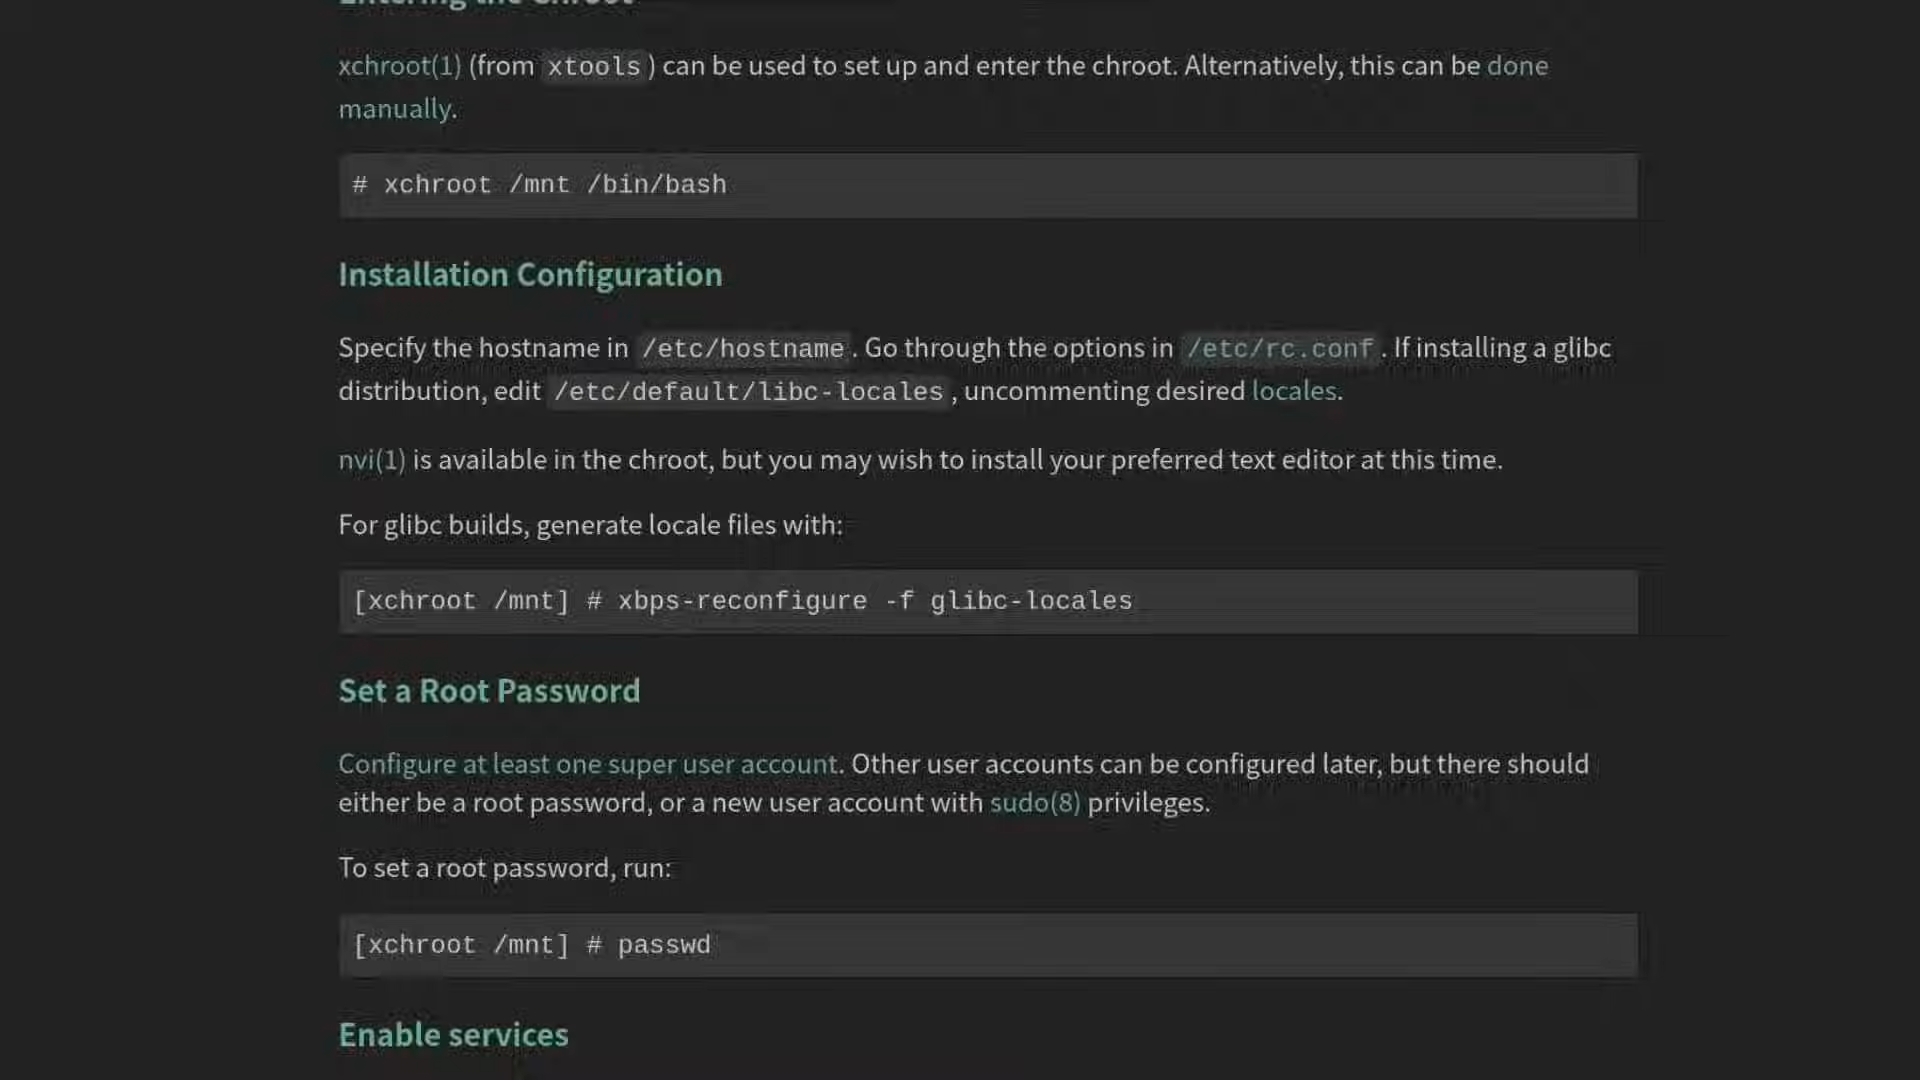 Entering the Chroot
xchroot(1) (from xtools) can be used to set up and enter the chroot. Alternatively, this can be done
manually.
# xchroot /mnt /bin/bash
Installation Configuration
Specify the hostname in /etc/hostname. Go through the options in /etc/rc.conf. If installing a glibc
distribution, edit /etc/default/libc-locales, uncommenting desired locales.
nvi(1) is available in the chroot, but you may wish to install your preferred text editor at this time.
For glibc builds, generate locale files with:
[xchroot /mnt] # xbps-reconfigure -f glibc-locales
Set a Root Password
Configure at least one super user account. Other user accounts can be configured later, but there should
either be a root password, or a new user account with sudo(8) privileges.
To set a root password, run:
[xchroot /mnt] # passwd
Enable services